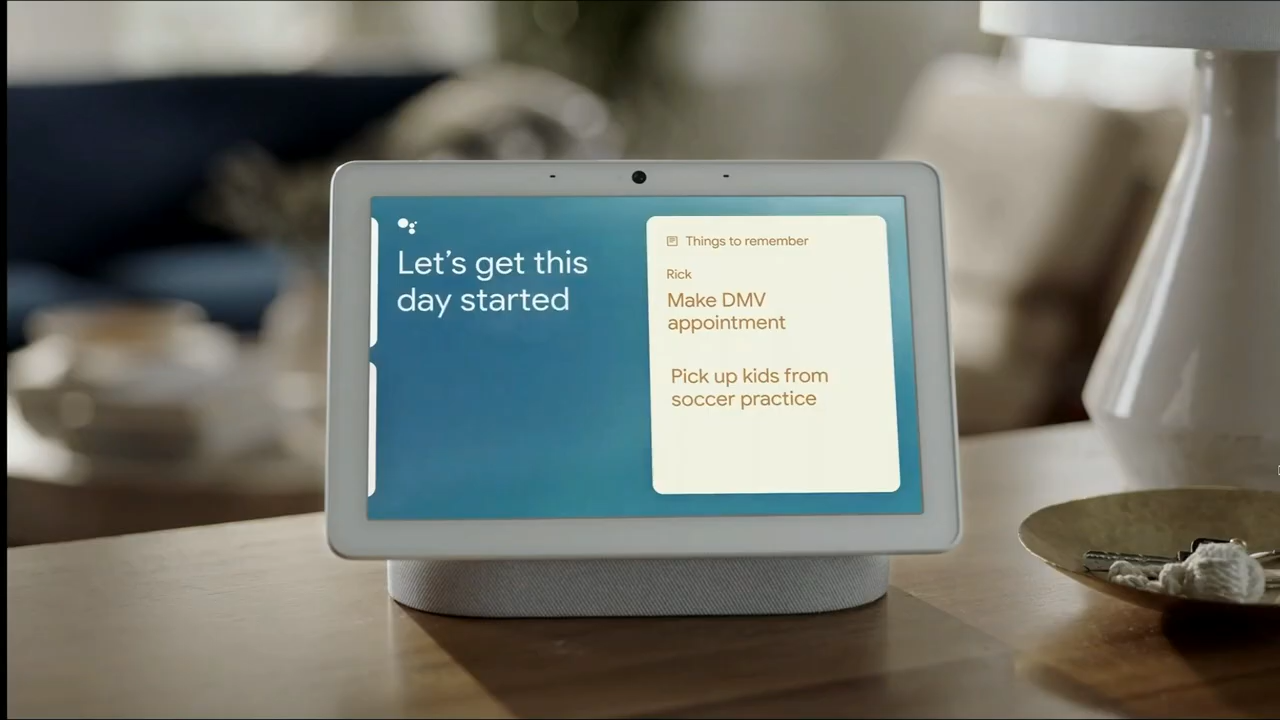 Let's get this
day started
Things to remember
Rick
Make DMV
appointment
Pick up kids from
soccer practice